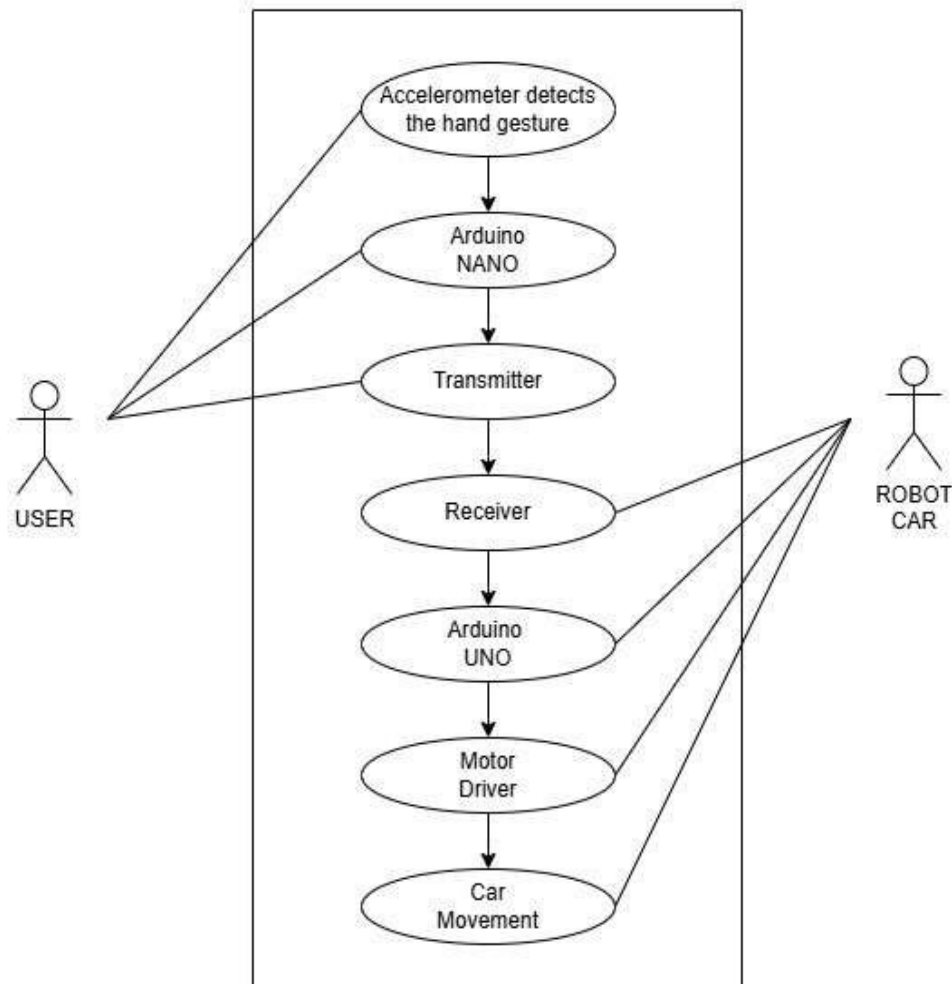 Accelerometer detects
the hand gesture
Arduino
NANO
Transmitter
USER
Receiver
ROBOT
CAR
Arduino
UNO
Motor
Driver
Car
Movement